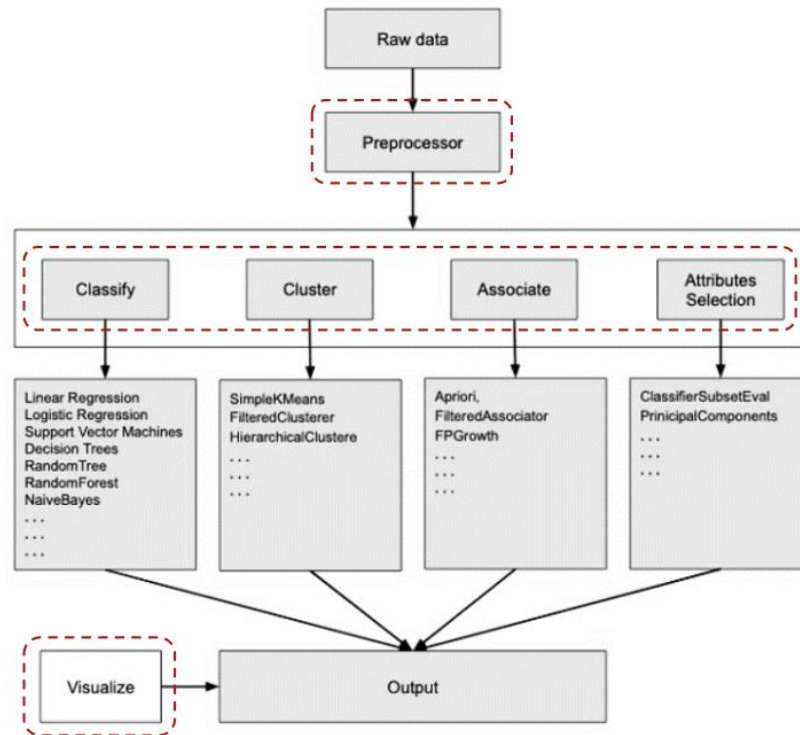 Raw data
Preprocessor
Classify
Cluster
Associate
Attributes
Selection
Linear Regression
Logistic Regression
Support Vector Machines
Decision Trees
RandomTree
RandomForest
NaiveBayes
...
...
...
SimpleKMeans
FilteredClusterer
HierarchicalClustere
...
...
...
Apriori,
FilteredAssociator
FPGrowth
...
...
...
ClassifierSubsetEval
PrinicipalComponents
...
...
...
Visualize
Output